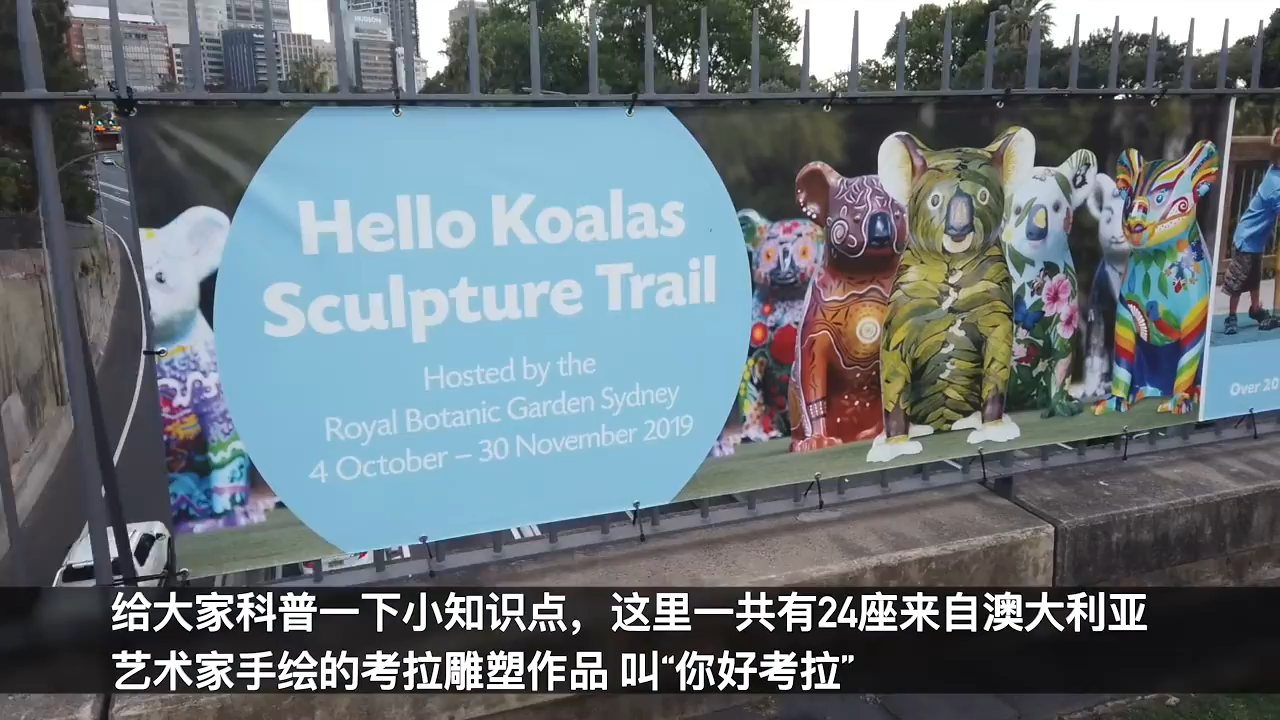 HUDSON
Hello Koalas
Sculpture Trail
Hosted by the
Royal Botanic Garden Sydney
4 October – 30 November 2019
Over 20
给大家科普一下小知识点，这里一共有24座来自澳大利亚
艺术家手绘的考拉雕塑作品 叫“你好考拉”